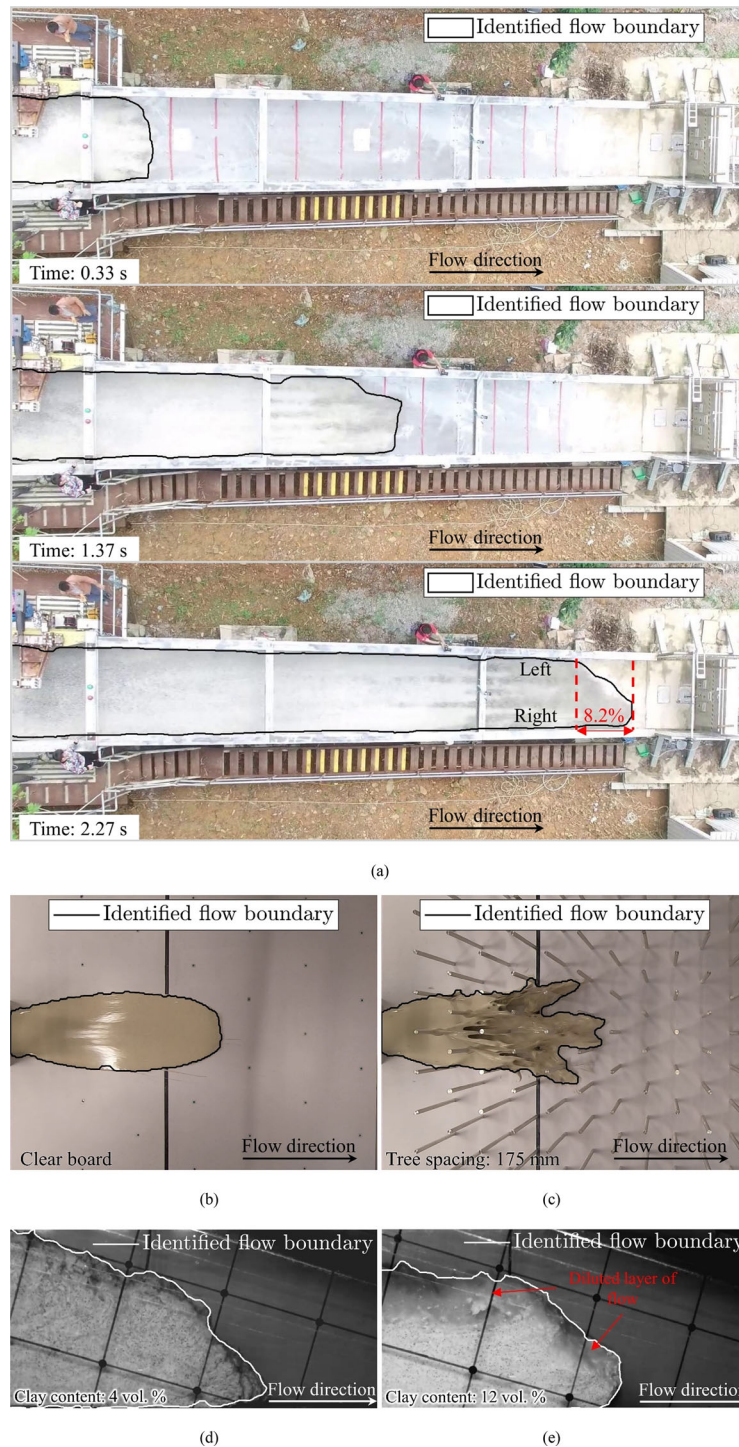 Identified flow boundary
Time: 0.33 s
Flow direction
Identified flow boundary
Time: 1.37 s
Flow direction
Identified flow boundary
Left
Right
8.2%
Time: 2.27 s
Flow direction
(a)
Identified flow boundary
Clear board
Flow direction
(b)
Identified flow boundary
Tree spacing: 175 mm
Flow direction
(c)
Identified flow boundary
Clay content: 4 vol. %
Flow direction
(d)
Identified flow boundary
Diluted layer of
flow
Clay content: 12 vol. %
Flow direction
(e)